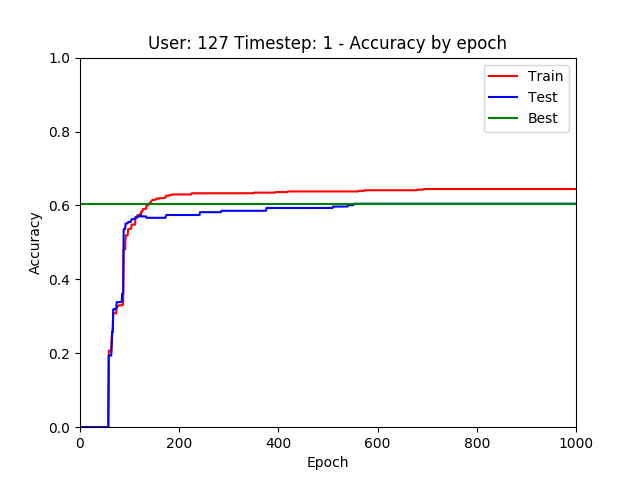 User: 127 Timestep: 1 - Accuracy by epoch
Train
Test
Best
Accuracy
1.0
0.8
0.6
0.4
0.2
0.0
0 200 400 600 800 1000
Epoch